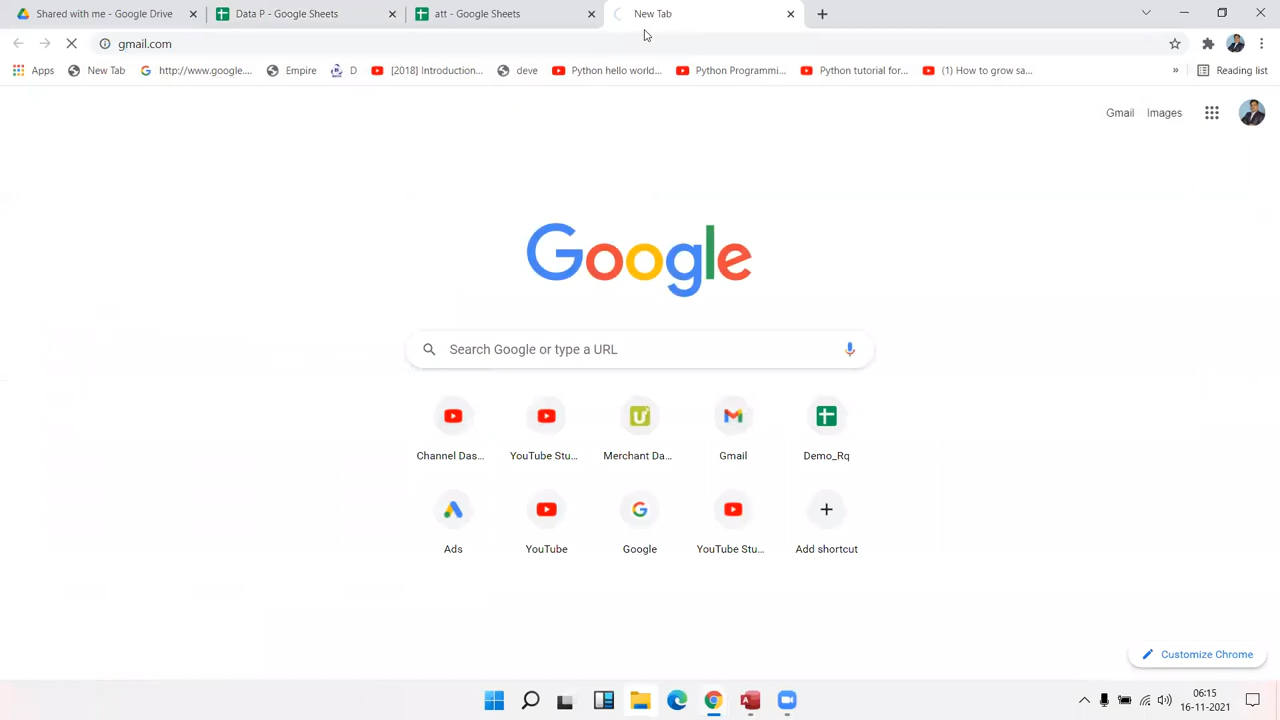 Shared with me - Google Drive
Data P - Google Sheets
att - Google Sheets
New Tab
gmail.com
Apps
New Tab
http://www.google....
Empire
D
[2018] Introduction...
deve
Python hello world...
Python Programmi...
Python tutorial for...
(1) How to grow sa...
»
Reading list
Gmail
Images
Google
Search Google or type a URL
Channel Das...
YouTube Stu...
Merchant Da...
Gmail
Demo_Rq
Ads
YouTube
Google
YouTube Stu...
Add shortcut
Customize Chrome
06:15
16-11-2021